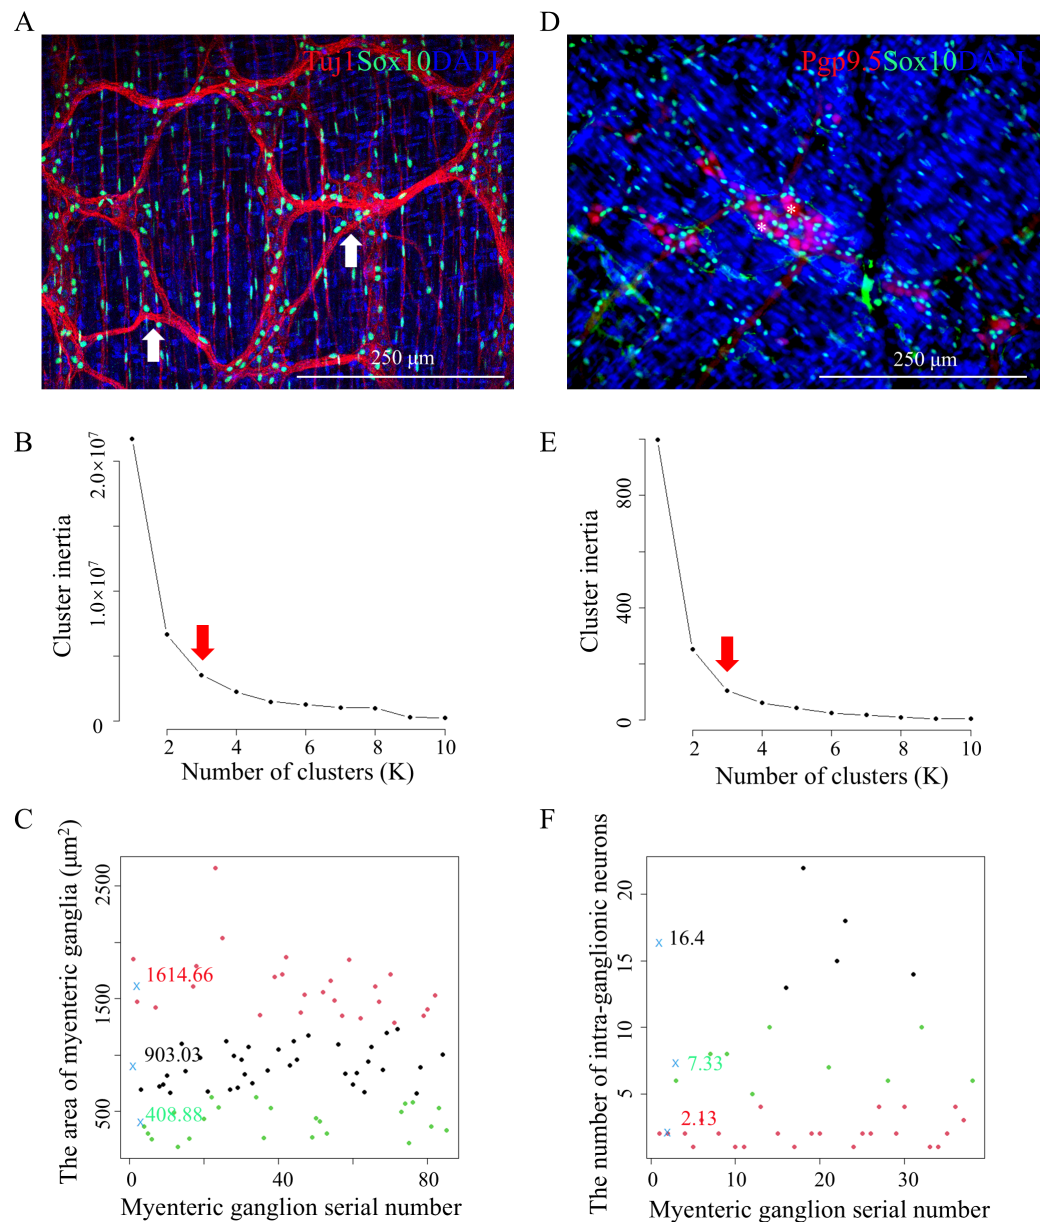 A
Tuj1Sox10DAPI
250 μm
D
Pgp9.5Sox10DAPI
*
*
250 μm
B
Cluster inertia
2.0×10⁷
1.0×10⁷
0
2 4 6 8 10
Number of clusters (K)
E
Cluster inertia
800
400
0
2 4 6 8 10
Number of clusters (K)
C
The area of myenteric ganglia (μm²)
2500
1500
500
1614.66
903.03
408.88
0 40 60 80
Myenteric ganglion serial number
F
The number of intra-ganglionic neurons
20
15
10
5
16.4
7.33
2.13
0 10 20 30
Myenteric ganglion serial number